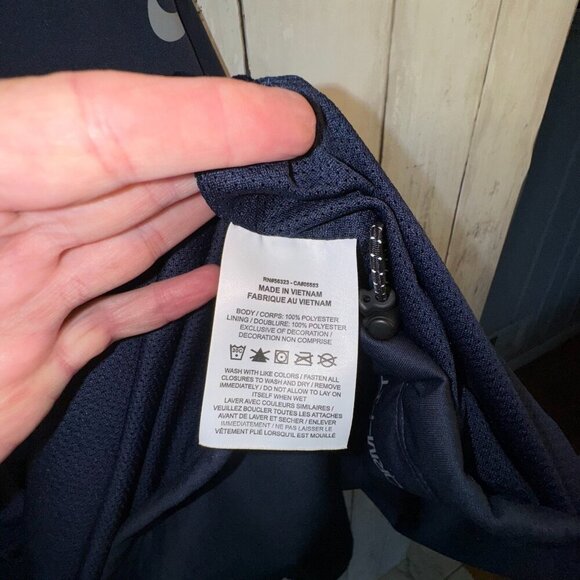 RN#56323 - CA#05553
MADE IN VIETNAM
FABRIQUE AU VIETNAM
BODY / CORPS: 100% POLYESTER
LINING / DOUBLURE: 100% POLYESTER
EXCLUSIVE OF DECORATION /
DECORATION NON COMPRISE
WASH WITH LIKE COLORS / FASTEN ALL
CLOSURES TO WASH AND DRY / REMOVE
IMMEDIATELY / DO NOT ALLOW TO LAY ON
ITSELF WHEN WET
LAVER AVEC COULEURS SIMILAIRES /
VEUILLEZ BOUCLER TOUTES LES ATTACHES
AVANT DE LAVER ET SÉCHER / ENLEVER
IMMÉDIATEMENT / NE PAS LAISSER LE
VÊTEMENT PLIÉ LORSQU'IL EST MOUILLÉ